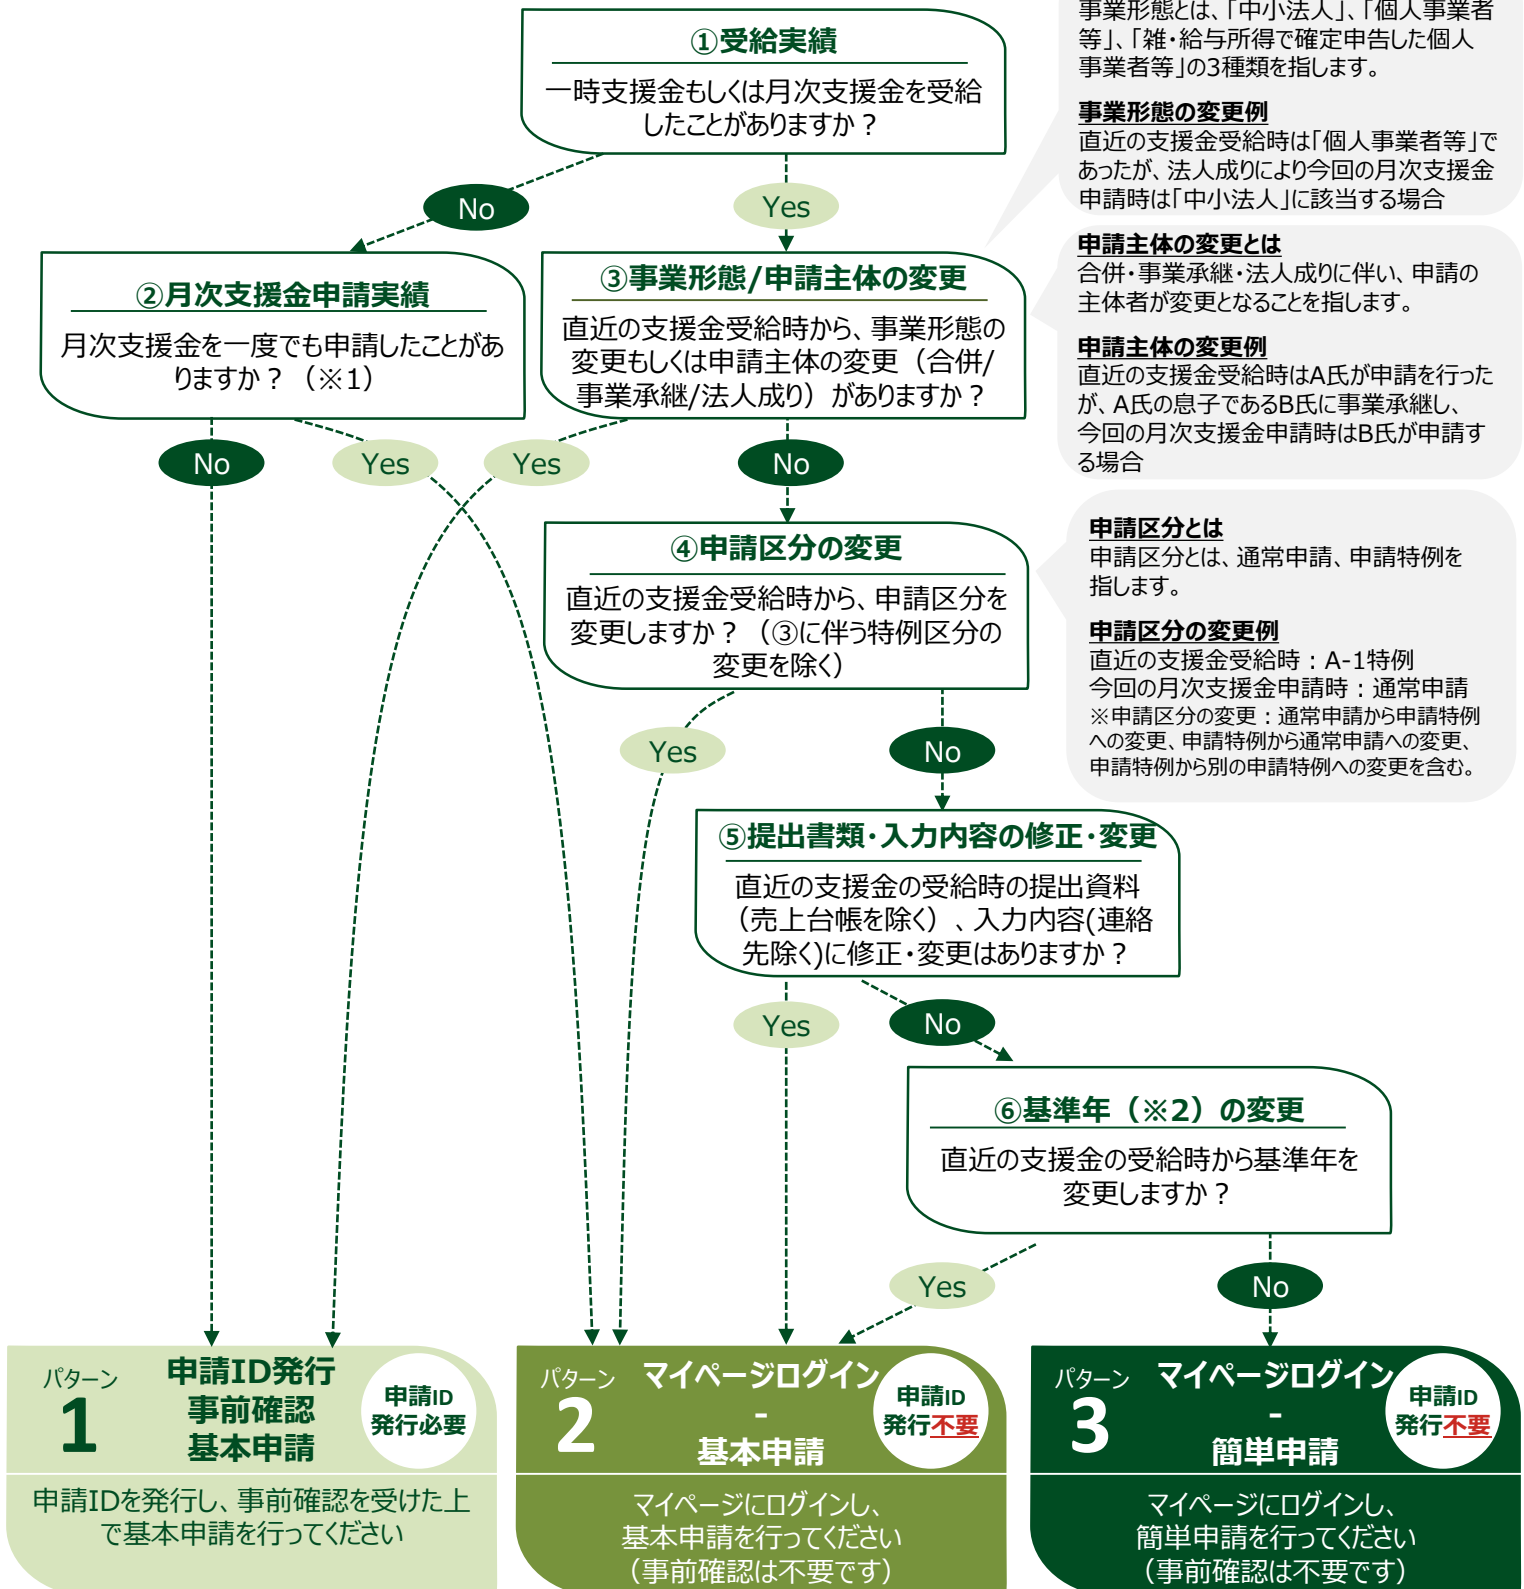 ①受給実績
一時支援金もしくは月次支援金を受給
したことがありますか？
No
Yes
事業形態とは、「中小法人」、「個人事業者
等」、「雑・給与所得で確定申告した個人
事業者等」の3種類を指します。
事業形態の変更例
直近の支援金受給時は「個人事業者等」で
あったが、法人成りにより今回の月次支援金
申請時は「中小法人」に該当する場合
②月次支援金申請実績
月次支援金を一度でも申請したことがあ
りますか？（※1）
No
Yes
③事業形態/申請主体の変更
直近の支援金受給時から、事業形態の
変更もしくは申請主体の変更（合併/
事業承継/法人成り）がありますか？
Yes
No
申請主体の変更とは
合併・事業承継・法人成りに伴い、申請の
主体者が変更となることを指します。
申請主体の変更例
直近の支援金受給時はA氏が申請を行った
が、A氏の息子であるB氏に事業承継し、
今回の月次支援金申請時はB氏が申請す
る場合
④申請区分の変更
直近の支援金受給時から、申請区分を
変更しますか？（③に伴う特例区分の
変更を除く）
Yes
No
申請区分とは
申請区分とは、通常申請、申請特例を
指します。
申請区分の変更例
直近の支援金受給時：A-1特例
今回の月次支援金申請時：通常申請
※申請区分の変更：通常申請から申請特例
への変更、申請特例から通常申請への変更、
申請特例から別の申請特例への変更を含む。
⑤提出書類・入力内容の修正・変更
直近の支援金の受給時の提出資料
（売上台帳を除く）、入力内容(連絡
先除く)に修正・変更はありますか？
Yes
No
⑥基準年（※2）の変更
直近の支援金の受給時から基準年を
変更しますか？
Yes
No
パターン
1
申請ID発行
事前確認
基本申請
申請ID
発行必要
申請IDを発行し、事前確認を受けた上
で基本申請を行ってください
パターン
2
マイページログイン
-
基本申請
申請ID
発行不要
マイページにログインし、
基本申請を行ってください
（事前確認は不要です）
パターン
3
マイページログイン
-
簡単申請
申請ID
発行不要
マイページにログインし、
簡単申請を行ってください
（事前確認は不要です）